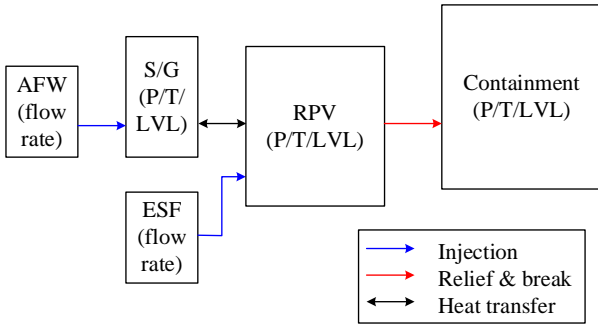 AFW
(flow
rate)
S/G
(P/T/
LVL)
RPV
(P/T/LVL)
Containment
(P/T/LVL)
ESF
(flow
rate)
Injection
Relief & break
Heat transfer